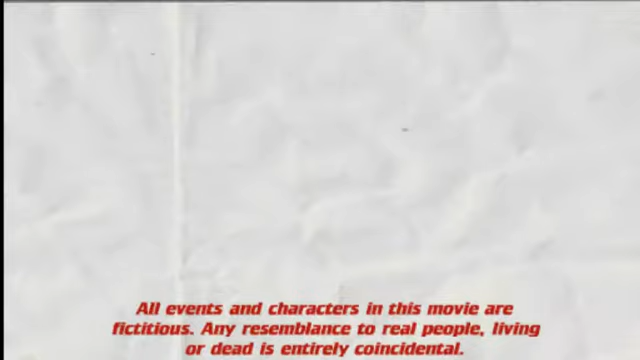 All events and characters in this movie are
fictitious. Any resemblance to real people, living
or dead is entirely coincidental.